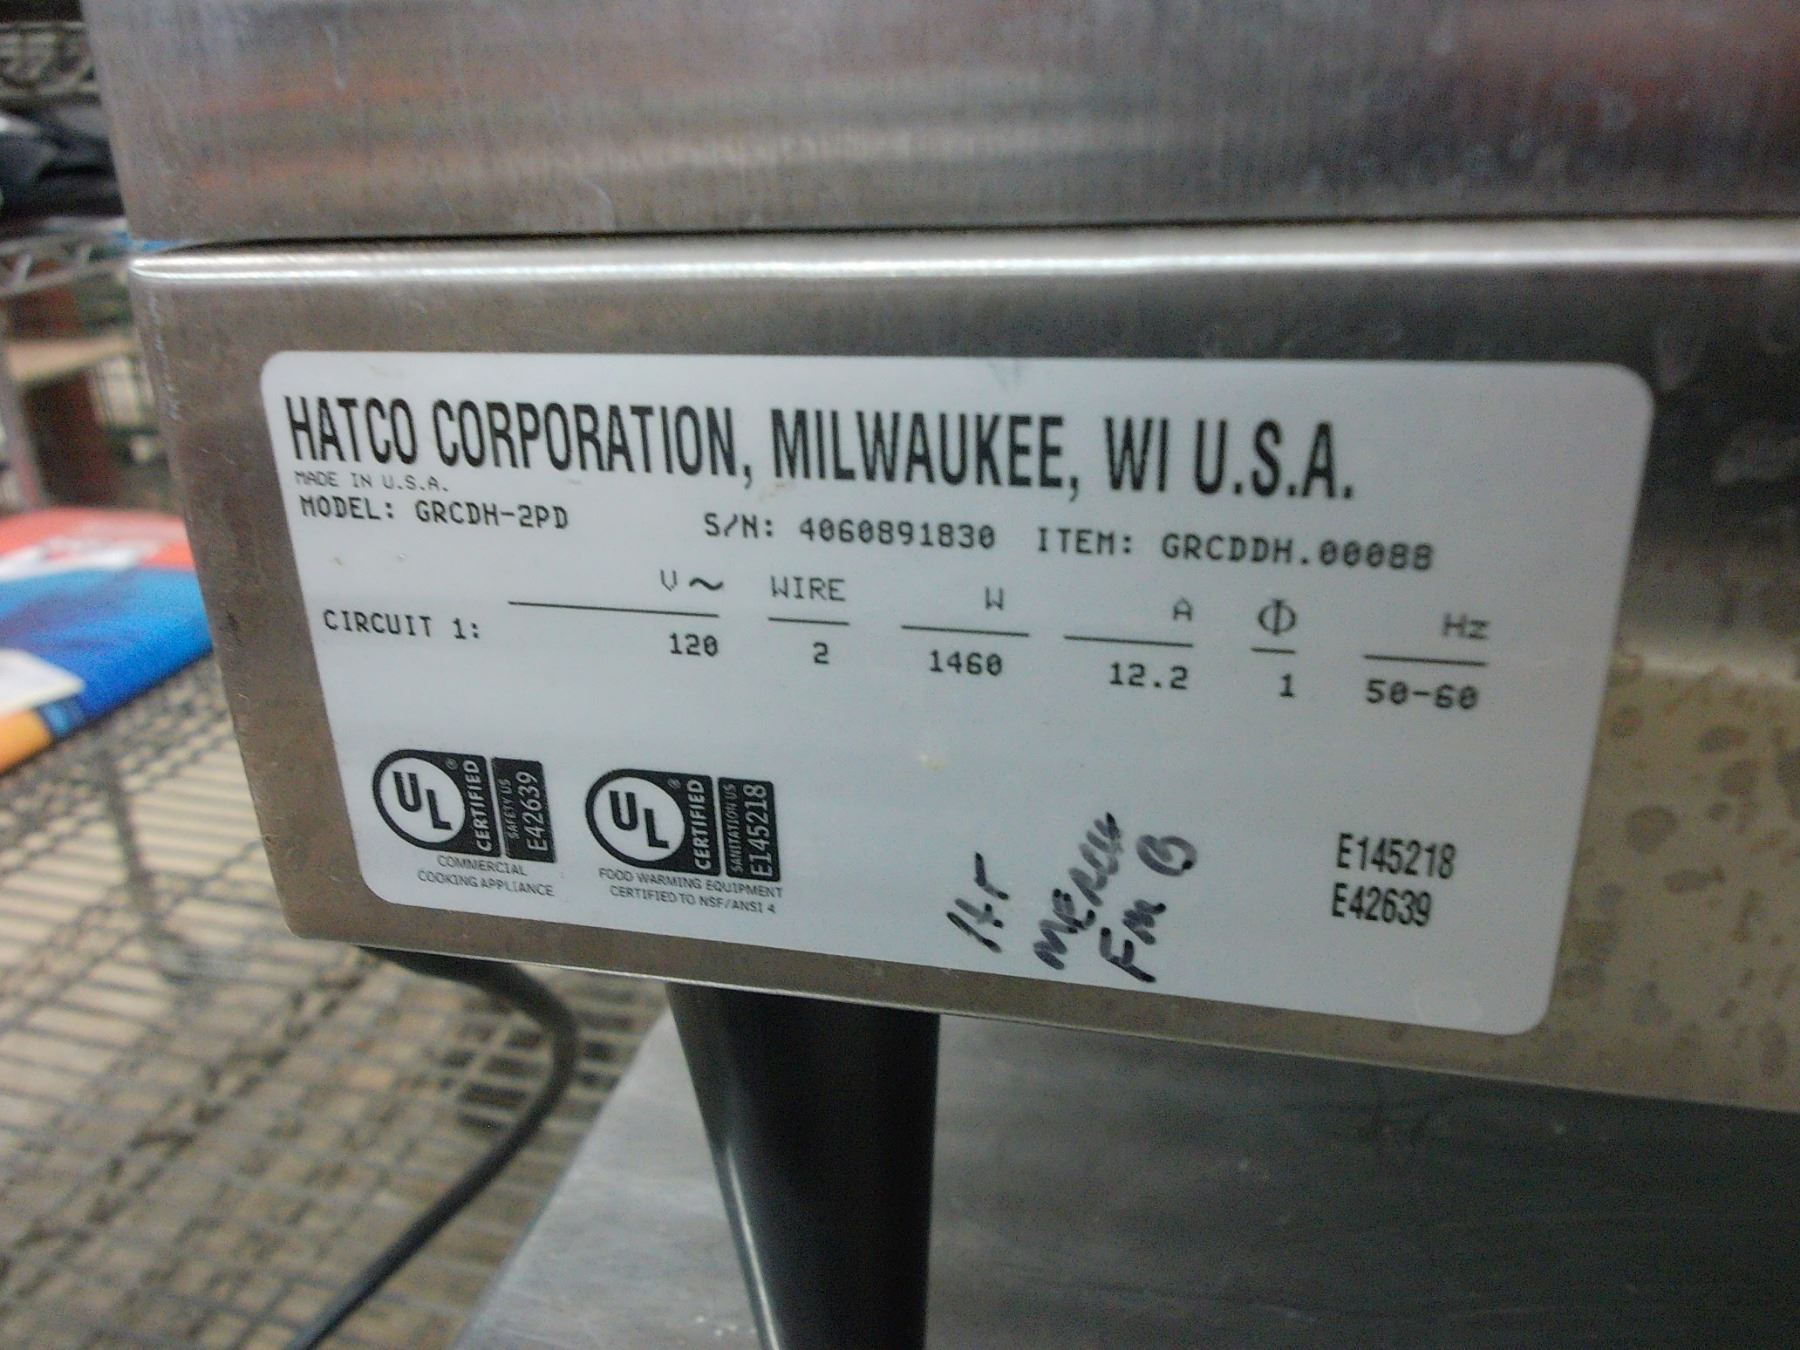 HATCO CORPORATION, MILWAUKEE, WI U.S.A.
MADE IN U.S.A.
MODEL: GRCDH-2PD S/N: 4060891830 ITEM: GRCDDH.00088
V~ WIRE W A Φ Hz
CIRCUIT 1: 120 2 1460 12.2 1 50-60
UL ® CERTIFIED SAFETY US E42639
COMMERCIAL
COOKING APPLIANCE
UL ® CERTIFIED SANITATION US E145218
FOOD WARMING EQUIPMENT
CERTIFIED TO NSF/ANSI 4
FM B
E145218
E42639